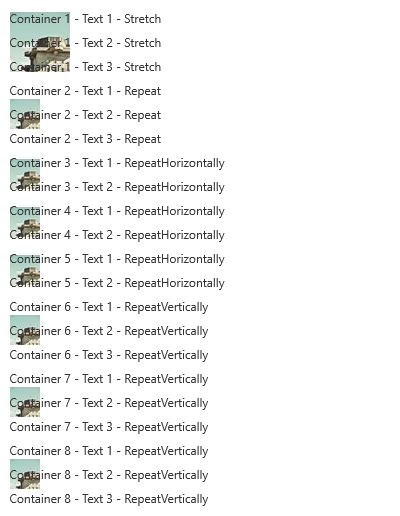 Container 1 - Text 1 - Stretch
Container 1 - Text 2 - Stretch
Container 1 - Text 3 - Stretch
Container 2 - Text 1 - Repeat
Container 2 - Text 2 - Repeat
Container 2 - Text 3 - Repeat
Container 3 - Text 1 - RepeatHorizontally
Container 3 - Text 2 - RepeatHorizontally
Container 4 - Text 1 - RepeatHorizontally
Container 4 - Text 2 - RepeatHorizontally
Container 5 - Text 1 - RepeatHorizontally
Container 5 - Text 2 - RepeatHorizontally
Container 6 - Text 1 - RepeatVertically
Container 6 - Text 2 - RepeatVertically
Container 6 - Text 3 - RepeatVertically
Container 7 - Text 1 - RepeatVertically
Container 7 - Text 2 - RepeatVertically
Container 7 - Text 3 - RepeatVertically
Container 8 - Text 1 - RepeatVertically
Container 8 - Text 2 - RepeatVertically
Container 8 - Text 3 - RepeatVertically